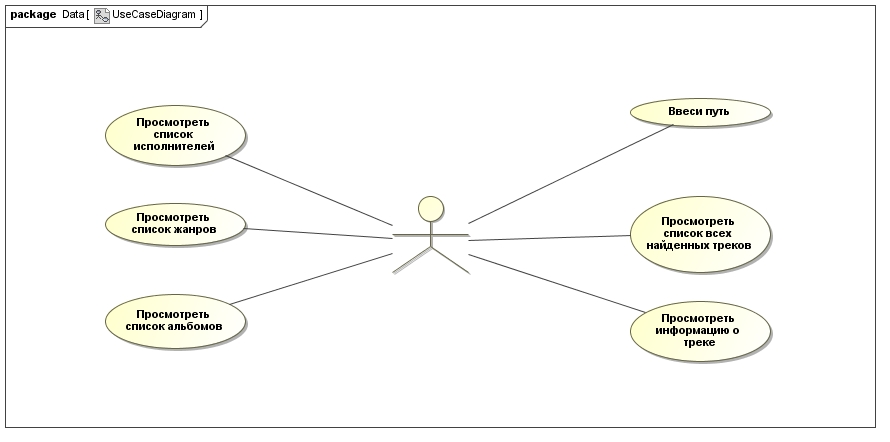 package Data [ UseCaseDiagram ]
Просмотреть
список
исполнителей
Просмотреть
список жанров
Просмотреть
список альбомов
Ввеси путь
Просмотреть
список всех
найденных треков
Просмотреть
информацию о
треке